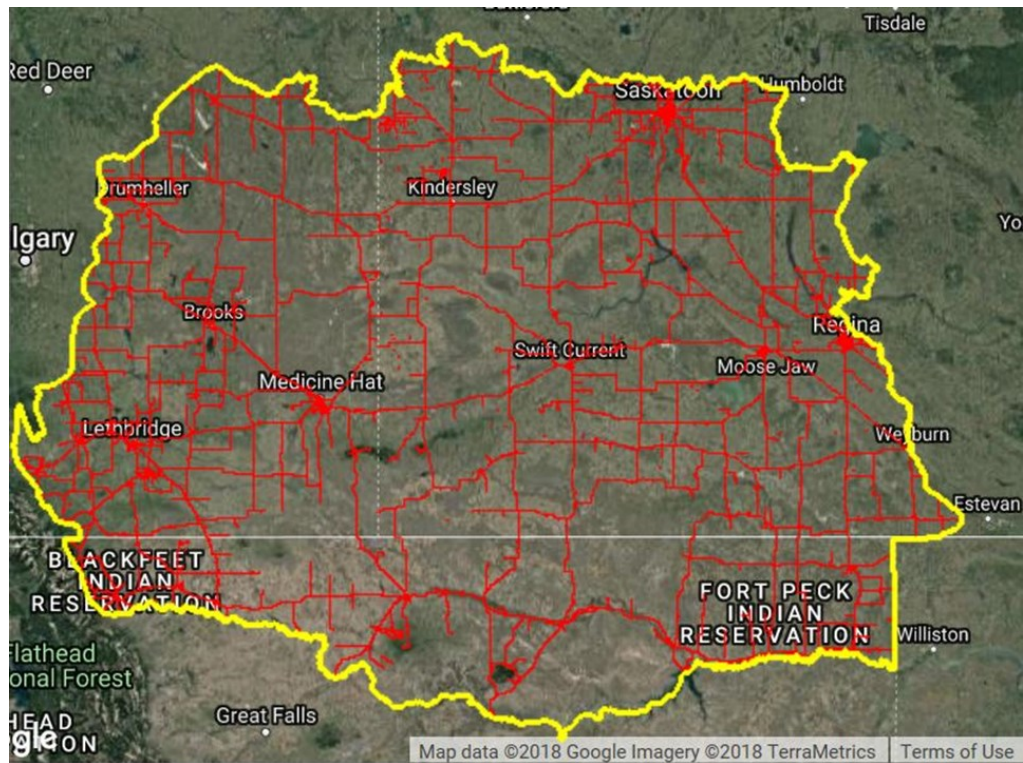 Tisdale
Red Deer
Saskatoon
Humboldt
Drumheller
Kindersley
lgary
Yo
Brooks
Regina
Swift Current
Moose Jaw
Medicine Hat
Lethbridge
Weyburn
Estevan
BLACKFEET
INDIAN
RESERVATION
FORT PECK
INDIAN
RESERVATION
Williston
Flathead
onal Forest
Great Falls
HEAD
ATION
gle
Map data ©2018 Google Imagery ©2018 TerraMetrics
Terms of Use